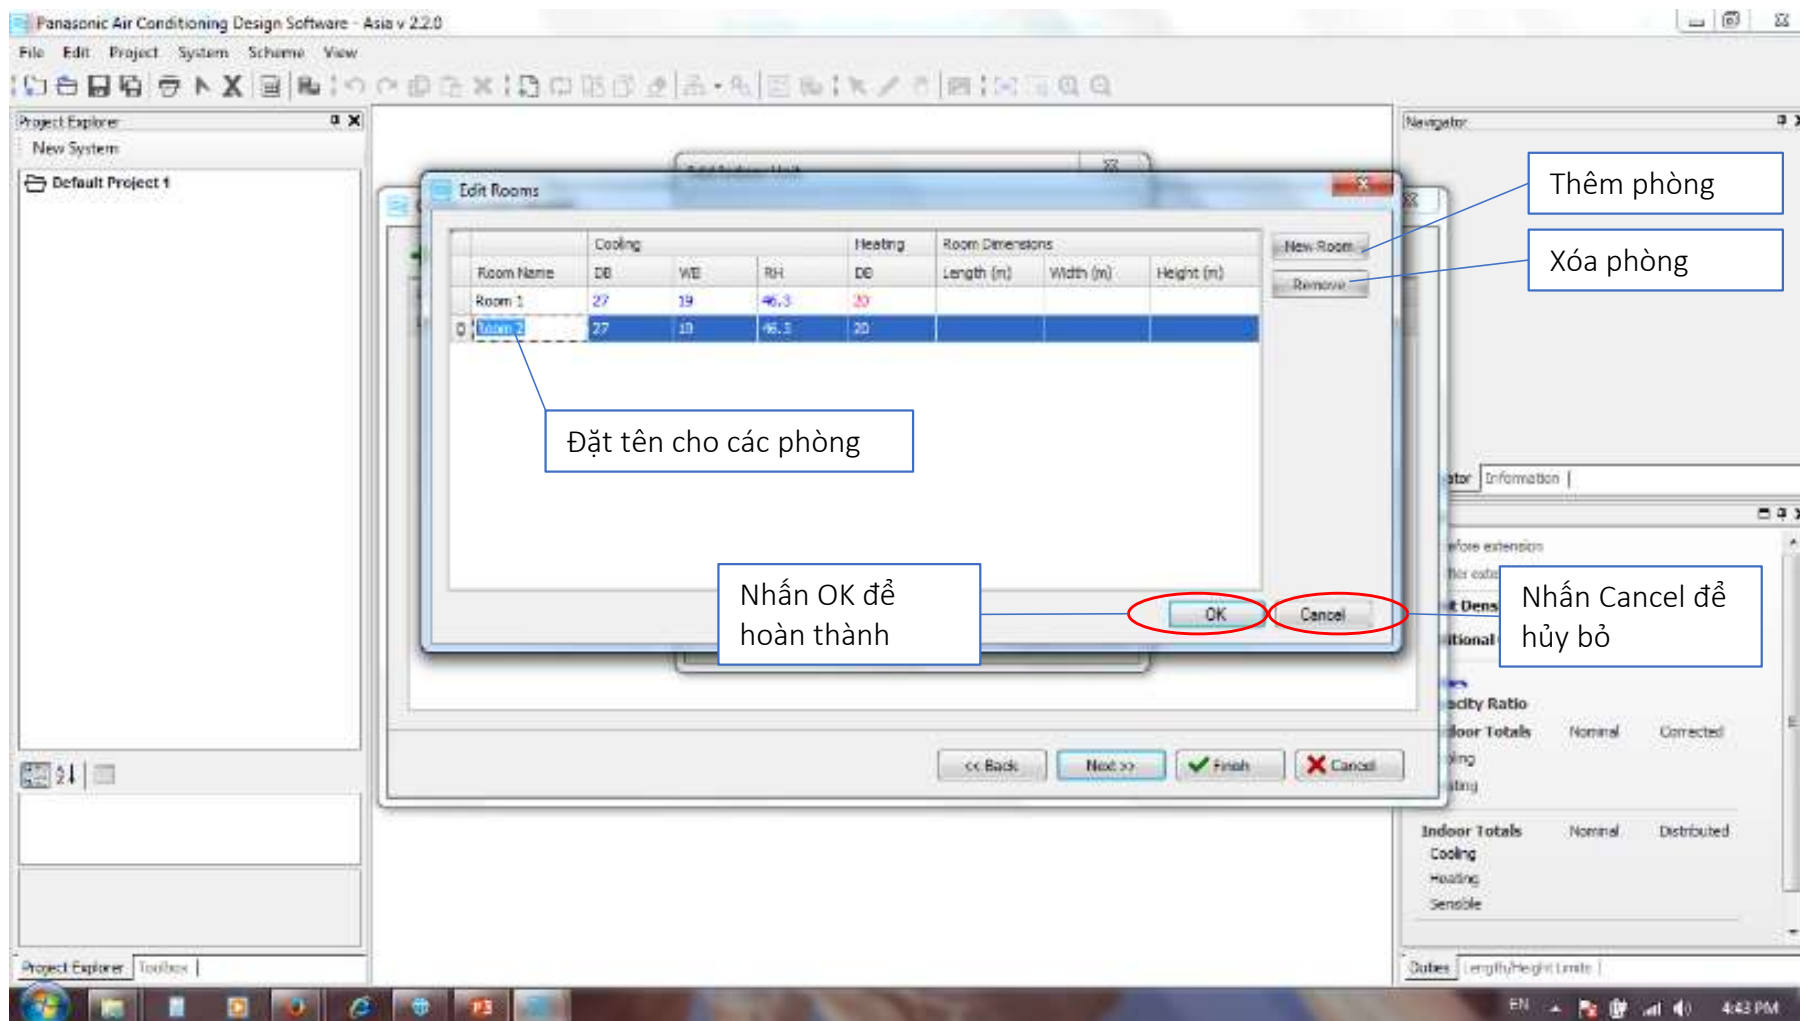 Panasonic Air Conditioning Design Software - Asia v 2.2.0
File Edit Project System Scheme View
Project Explorer
New System
Default Project 1
Navigator
Thêm phòng
Xóa phòng
Edit Rooms
Cooling Heating Room Dimensions
Room Name DB WB RH DB Length (m) Width (m) Height (m)
Room 1 27 19 46.3 20
Room 2 27 19 46.3 20
New Room
Remove
Đặt tên cho các phòng
Nhấn OK để
hoàn thành
OK
Cancel
Nhấn Cancel để
hủy bỏ
Information
extension
acity Ratio
door Totals Nominal Corrected
<< Back Next >> Finish Cancel
Indoor Totals Nominal Distributed
Cooling
Heating
Sensible
Project Explorer Toolbox
Duties Length/Height Limits
EN 4:43 PM